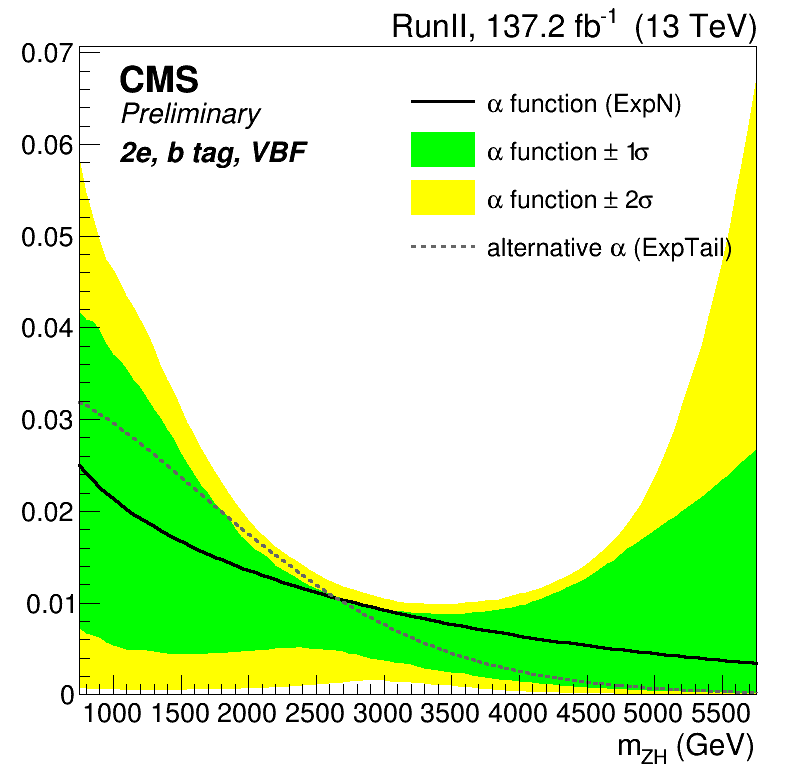 RunII, 137.2 fb⁻¹ (13 TeV)
CMS
Preliminary
2e, b tag, VBF
α function (ExpN)
α function ± 1σ
α function ± 2σ
alternative α (ExpTail)
0.07
0.06
0.05
0.04
0.03
0.02
0.01
0
1000 1500 2000 2500 3000 3500 4000 4500 5000 5500
m_ZH (GeV)